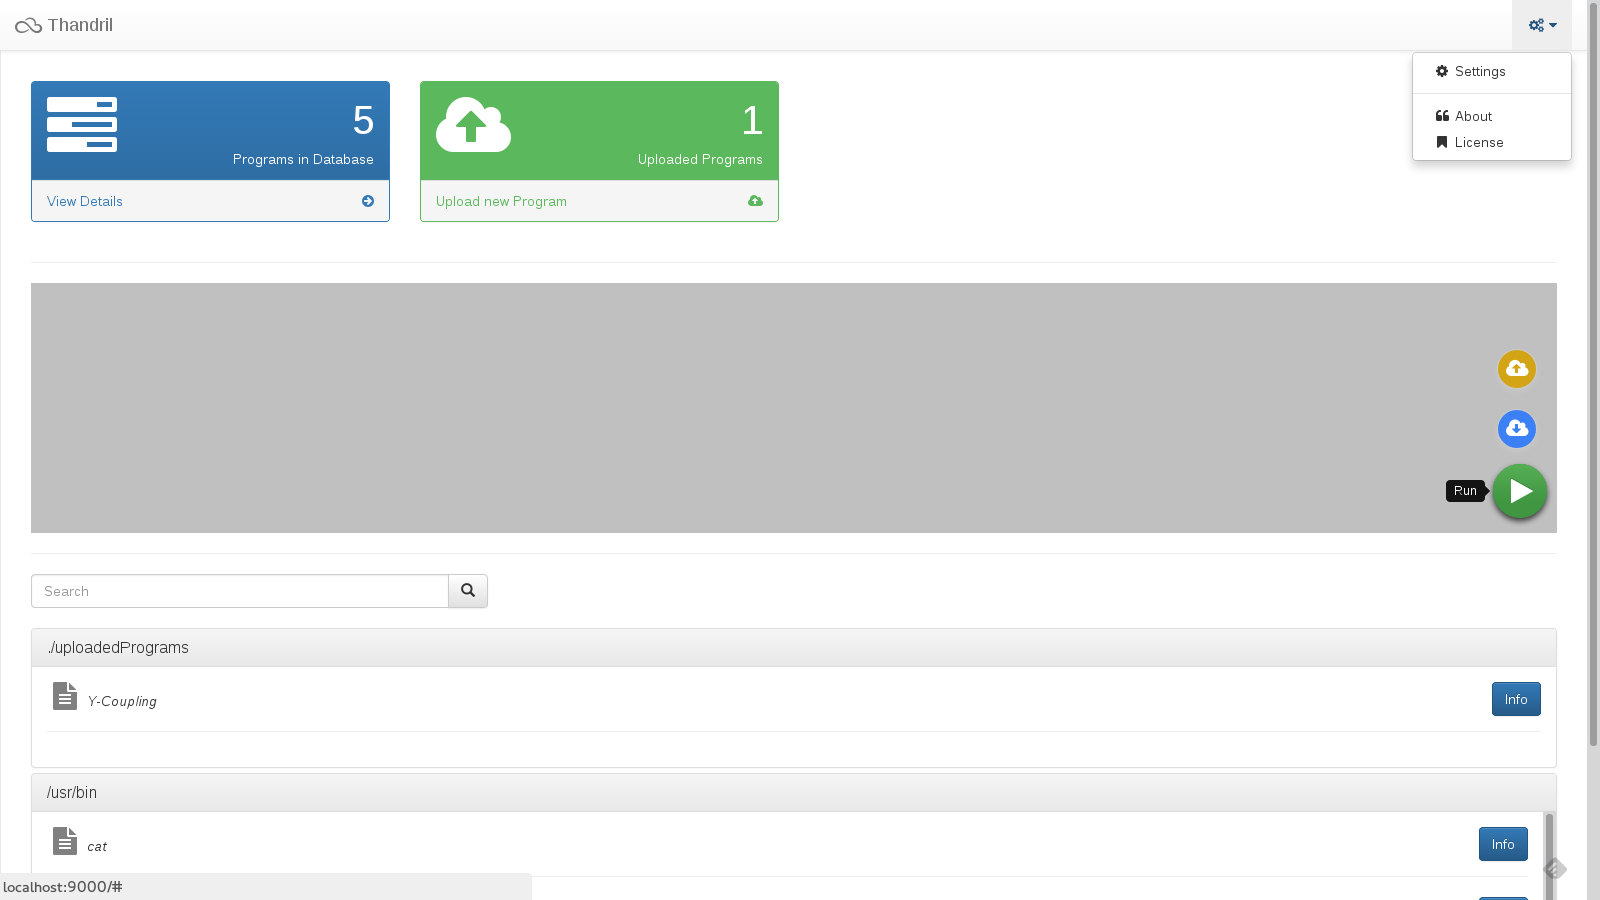 Thandril
Settings
About
License
5
Programs in Database
View Details
1
Uploaded Programs
Upload new Program
Run
Search
./uploadedPrograms
Y-Coupling
Info
/usr/bin
cat
Info
localhost:9000/#